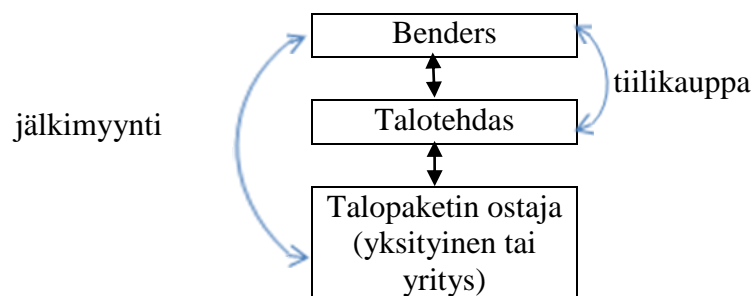 Benders
tiilikauppa
jälkimyynti
Talotehdas
Talopaketin ostaja
(yksityinen tai
yritys)